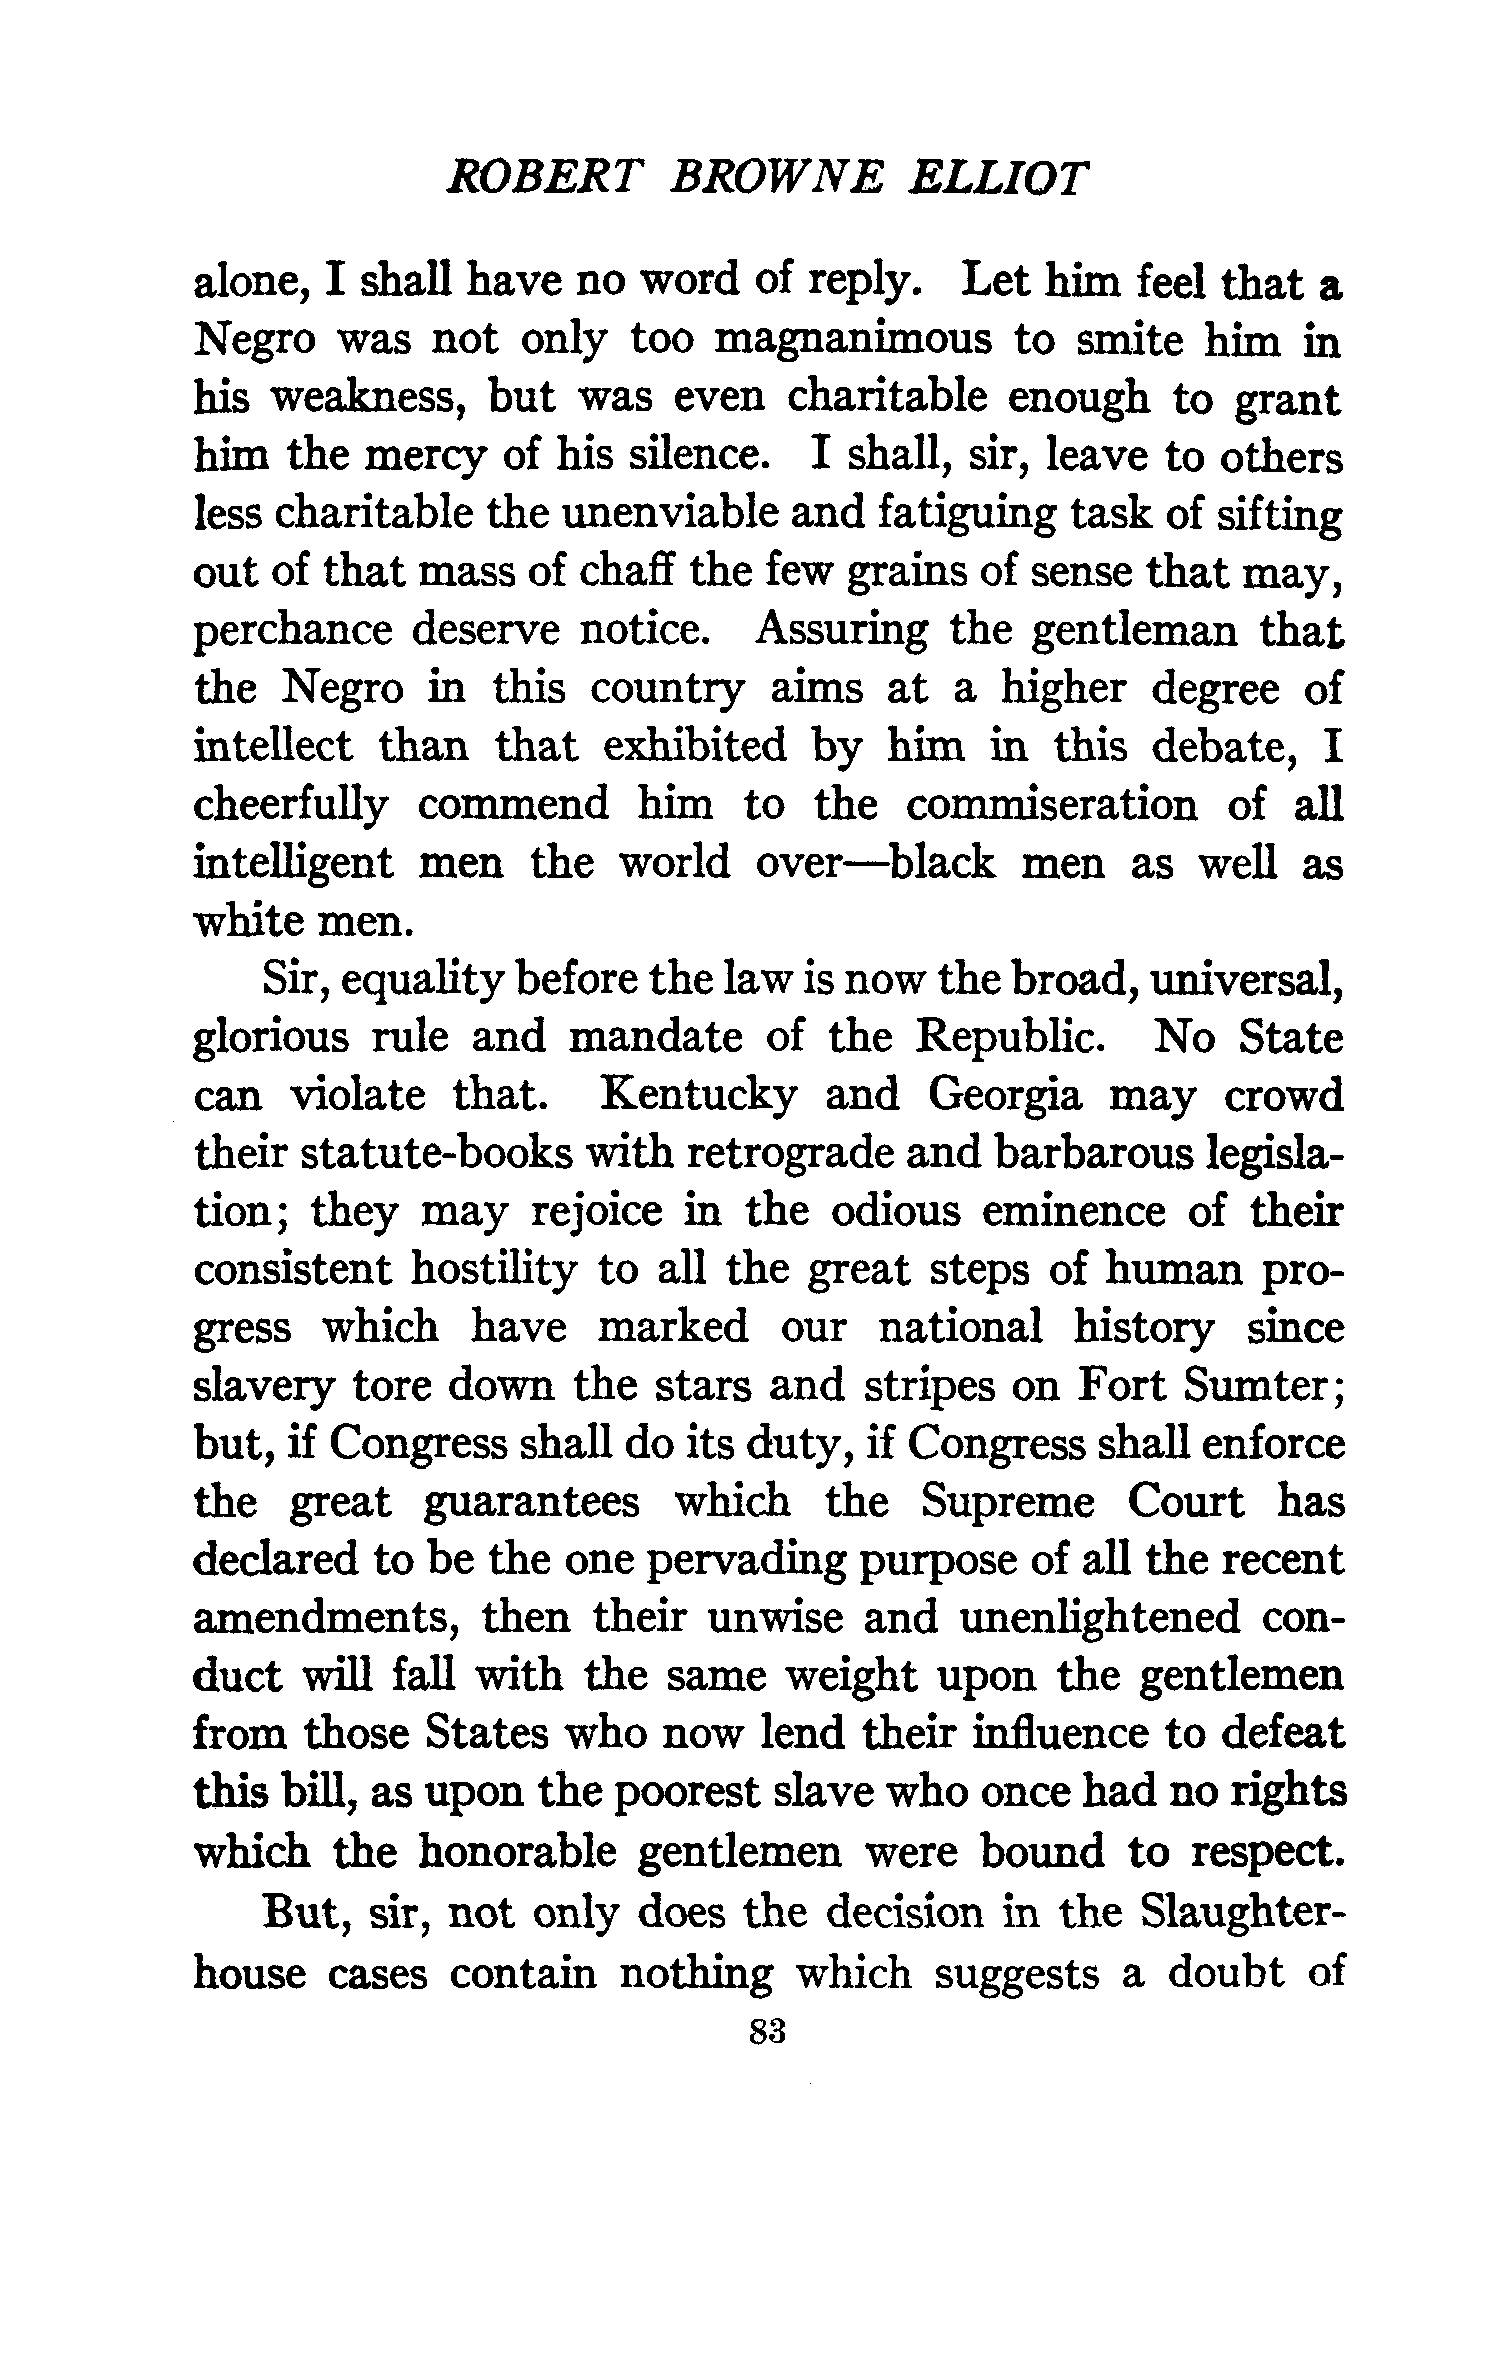 ROBERT BROWNE ELLIOT
alone, I shall have no word of reply. Let him feel that a
Negro was not only too magnanimous to smite him in
his weakness, but was even charitable enough to grant
him the mercy of his silence. I shall, sir, leave to others
less charitable the unenviable and fatiguing task of sifting
out of that mass of chaff the few grains of sense that may,
perchance deserve notice. Assuring the gentleman that
the Negro in this country aims at a higher degree of
intellect than that exhibited by him in this debate, I
cheerfully commend him to the commiseration of all
intelligent men the world over—black men as well as
white men.
Sir, equality before the law is now the broad, universal,
glorious rule and mandate of the Republic. No State
can violate that. Kentucky and Georgia may crowd
their statute-books with retrograde and barbarous legisla-
tion; they may rejoice in the odious eminence of their
consistent hostility to all the great steps of human pro-
gress which have marked our national history since
slavery tore down the stars and stripes on Fort Sumter;
but, if Congress shall do its duty, if Congress shall enforce
the great guarantees which the Supreme Court has
declared to be the one pervading purpose of all the recent
amendments, then their unwise and unenlightened con-
duct will fall with the same weight upon the gentlemen
from those States who now lend their influence to defeat
this bill, as upon the poorest slave who once had no rights
which the honorable gentlemen were bound to respect.
But, sir, not only does the decision in the Slaughter-
house cases contain nothing which suggests a doubt of
83